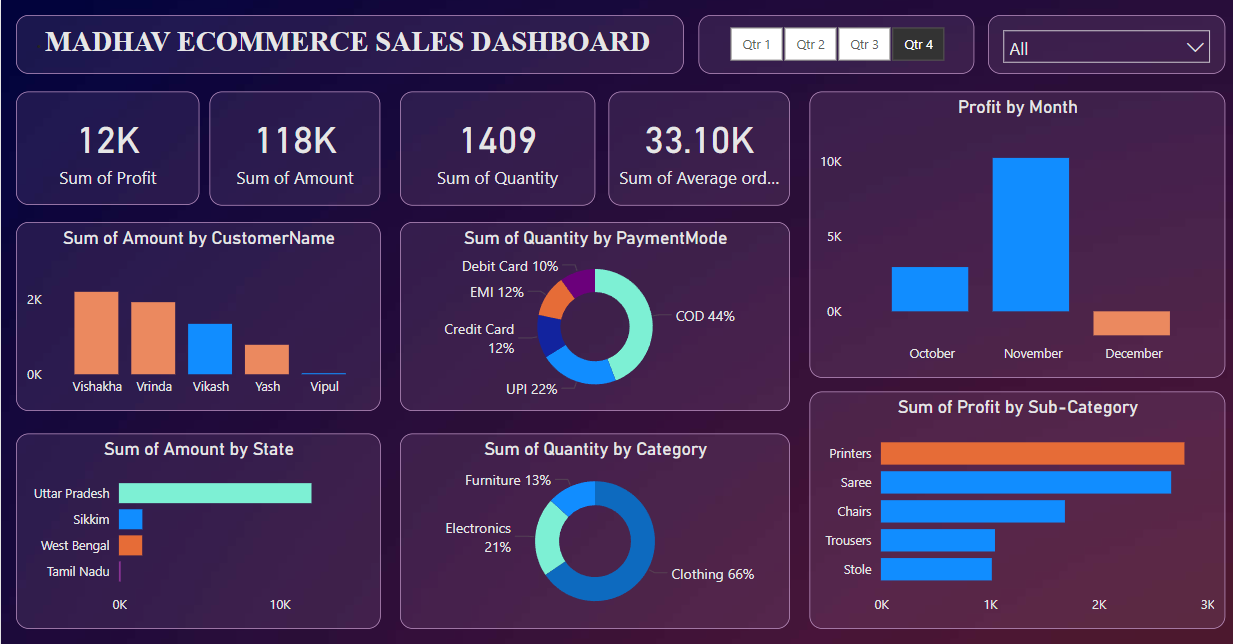 MADHAV ECOMMERCE SALES DASHBOARD
Qtr 1
Qtr 2
Qtr 3
Qtr 4
All
12K
Sum of Profit
118K
Sum of Amount
1409
Sum of Quantity
33.10K
Sum of Average ord...
Profit by Month
10K
5K
0K
October
November
December
Sum of Amount by CustomerName
2K
0K
Vishakha
Vrinda
Vikash
Yash
Vipul
Sum of Quantity by PaymentMode
Debit Card 10%
EMI 12%
Credit Card
12%
UPI 22%
COD 44%
Sum of Profit by Sub-Category
Printers
Saree
Chairs
Trousers
Stole
0K
1K
2K
3K
Sum of Amount by State
Uttar Pradesh
Sikkim
West Bengal
Tamil Nadu
0K
10K
Sum of Quantity by Category
Furniture 13%
Electronics
21%
Clothing 66%